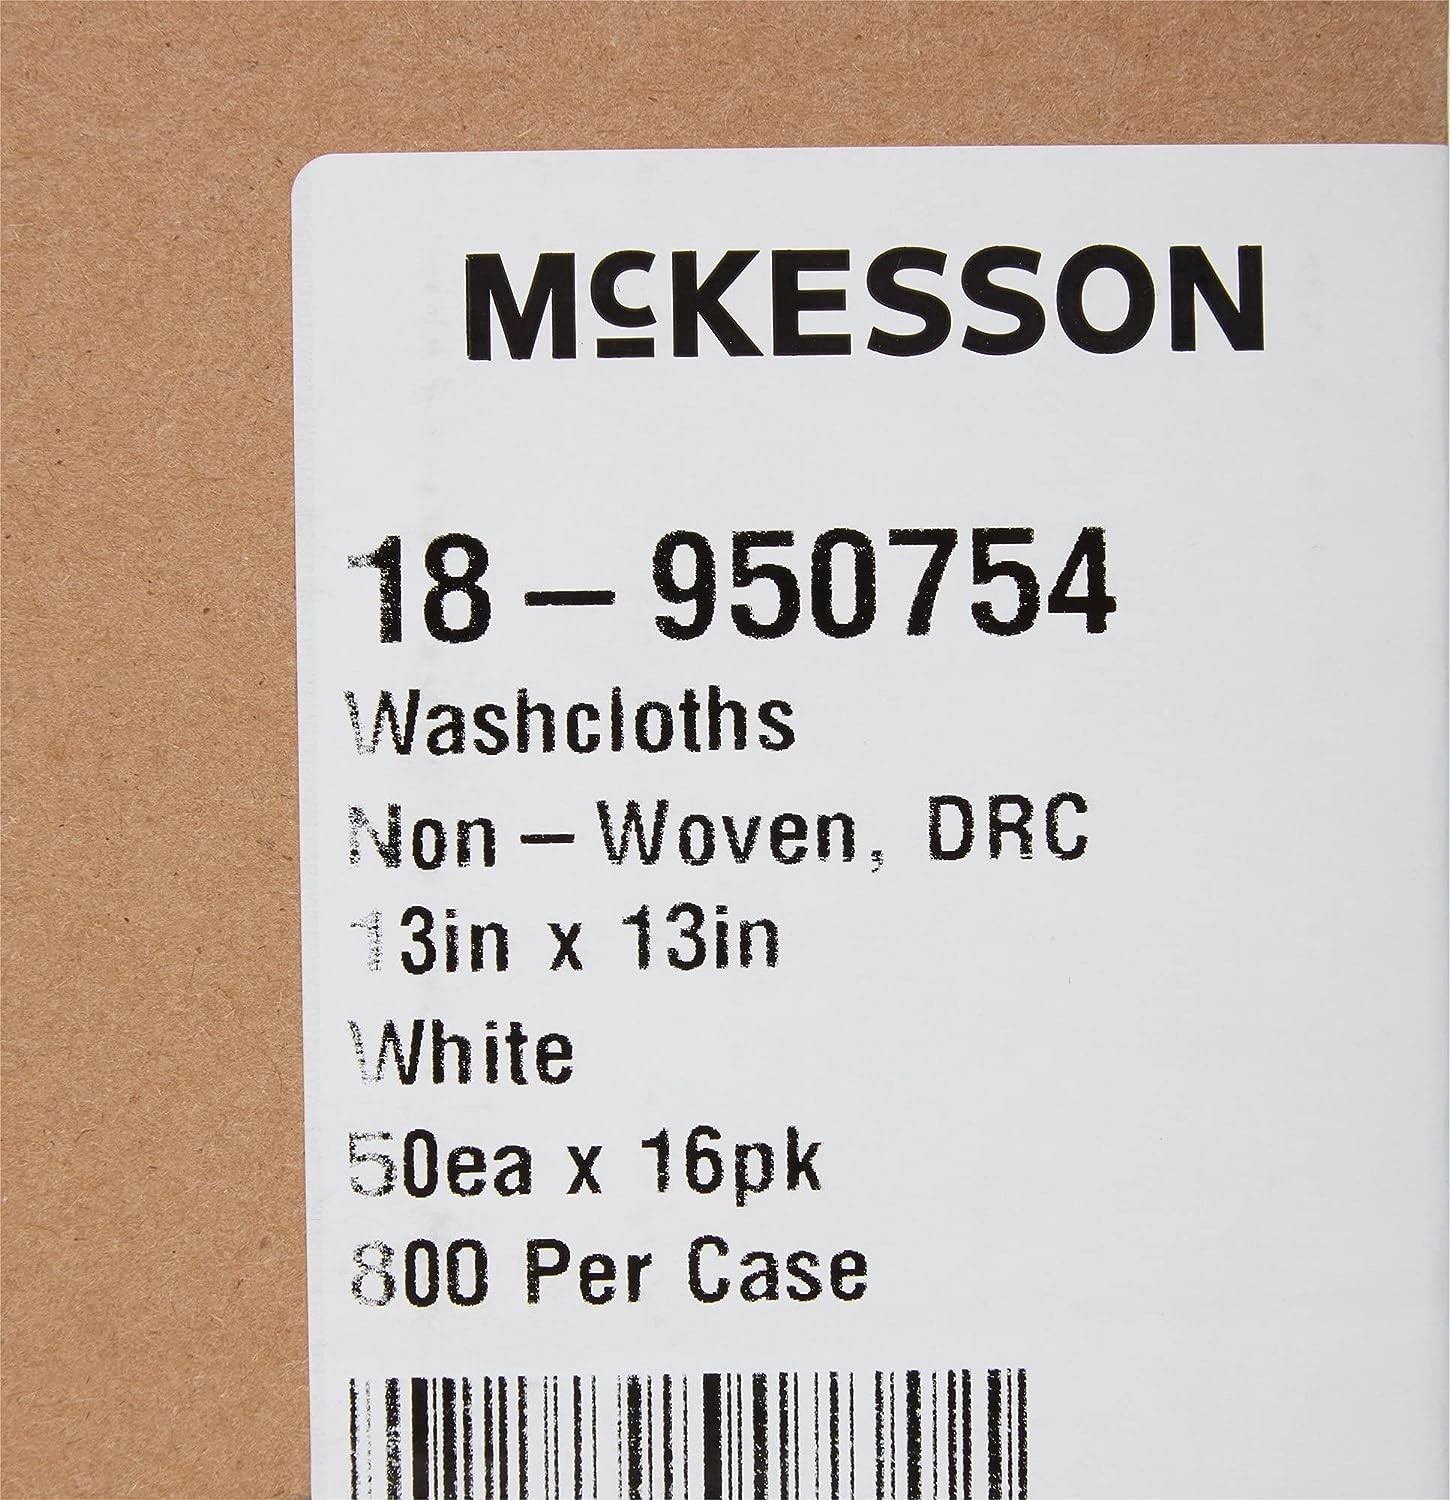 McKESSON
18-950754
Washcloths
Non-Woven, DRC
13in x 13in
White
50ea x 16pk
800 Per Case